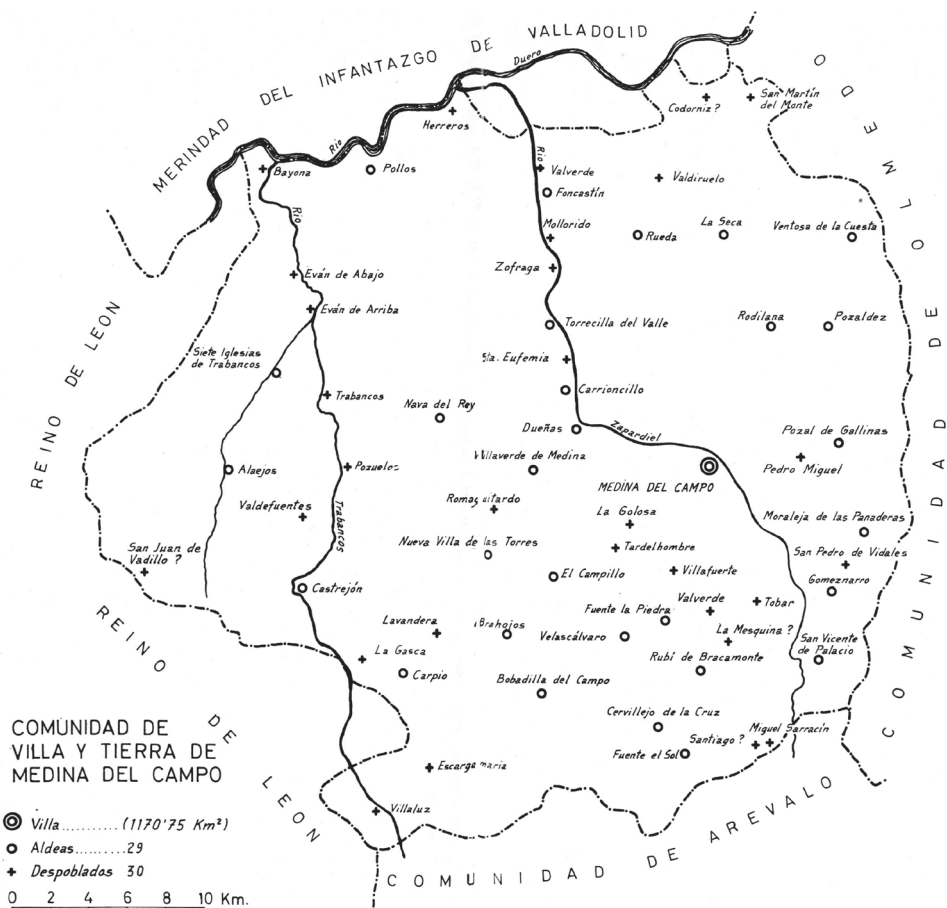 MERINDAD DEL INFANTAZGO DE VALLADOLID
Duero
Río
Codorniz ?
San Martín
del Monte
Herreros
Bayona
Pollos
Río
Valverde
Valdiruelo
Foncastín
Río
Mollorido
Rueda
La Seca
Ventosa de la Cuesta
Zofraga
Eván de Abajo
Eván de Arriba
Torrecilla del Valle
Rodilana
Pozaldez
Siete Iglesias
de Trabancos
Sta. Eufemia
Trabancos
Carrioncillo
Nava del Rey
Dueñas
Zapardiel
Pozal de Gallinas
Alaejos
Pozuelos
Villaverde de Medina
MEDINA DEL CAMPO
Pedro Miguel
Valdefuentes
Trabancos
Romaguitardo
La Golosa
Moraleja de las Panaderas
San Juan de
Vadillo ?
Nueva Villa de las Torres
Tardelhombre
San Pedro de Vidales
Castrejón
El Campillo
Villafuerte
Gomeznarro
Fuente la Piedra
Valverde
Tobar
Lavandera
Brahojos
Velascálvaro
La Mesquina ?
San Vicente
de Palacio
La Gasca
Carpio
Rubí de Bracamonte
Bobadilla del Campo
Cervillejo de la Cruz
Santiago ?
Miguel Sarracín
Fuente el Sol
Escargamaria
Villaluz
REINO DE LEON
REINO DE LEON
COMUNIDAD DE AREVALO
COMUNIDAD DE OLMEDO
COMUNIDAD DE
VILLA Y TIERRA DE
MEDINA DEL CAMPO
Villa..........(1170'75 Km²)
Aldeas.........29
Despoblados 30
0 2 4 6 8 10 Km.